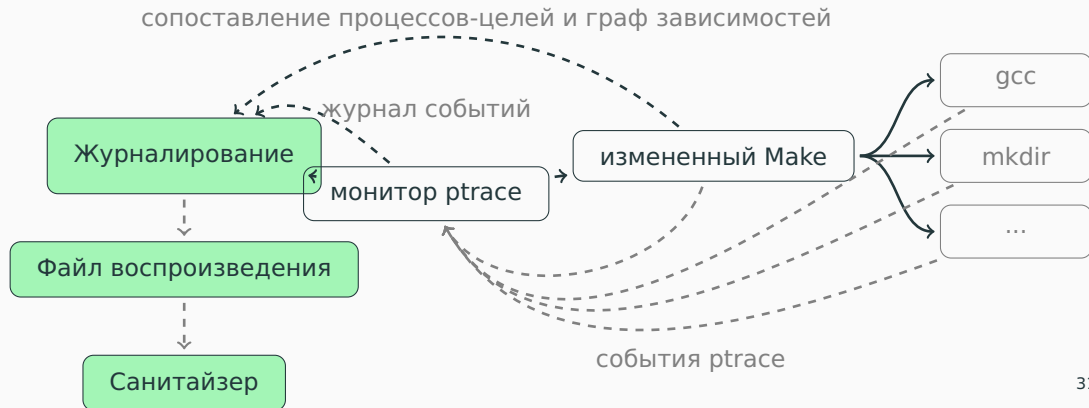 сопоставление процессов-целей и граф зависимостей
журнал событий
gcc
Журналирование
измененный Make
mkdir
монитор ptrace
...
Файл воспроизведения
события ptrace
Санитайзер